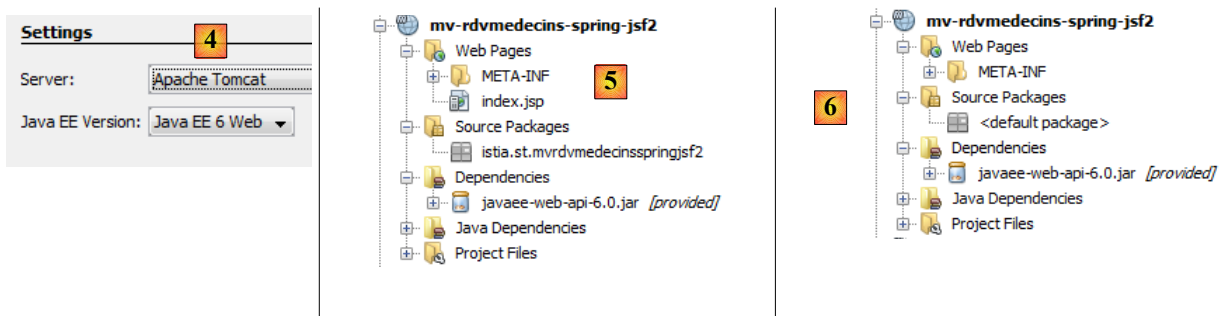 Settings
4
Server: Apache Tomcat
Java EE Version: Java EE 6 Web
mv-rdvmedecins-spring-jsf2
Web Pages
META-INF
5
index.jsp
Source Packages
istia.st.mvrdvmedecinsspringjsf2
Dependencies
javaee-web-api-6.0.jar [provided]
Java Dependencies
Project Files
mv-rdvmedecins-spring-jsf2
Web Pages
META-INF
6
Source Packages
<default package>
Dependencies
javaee-web-api-6.0.jar [provided]
Java Dependencies
Project Files